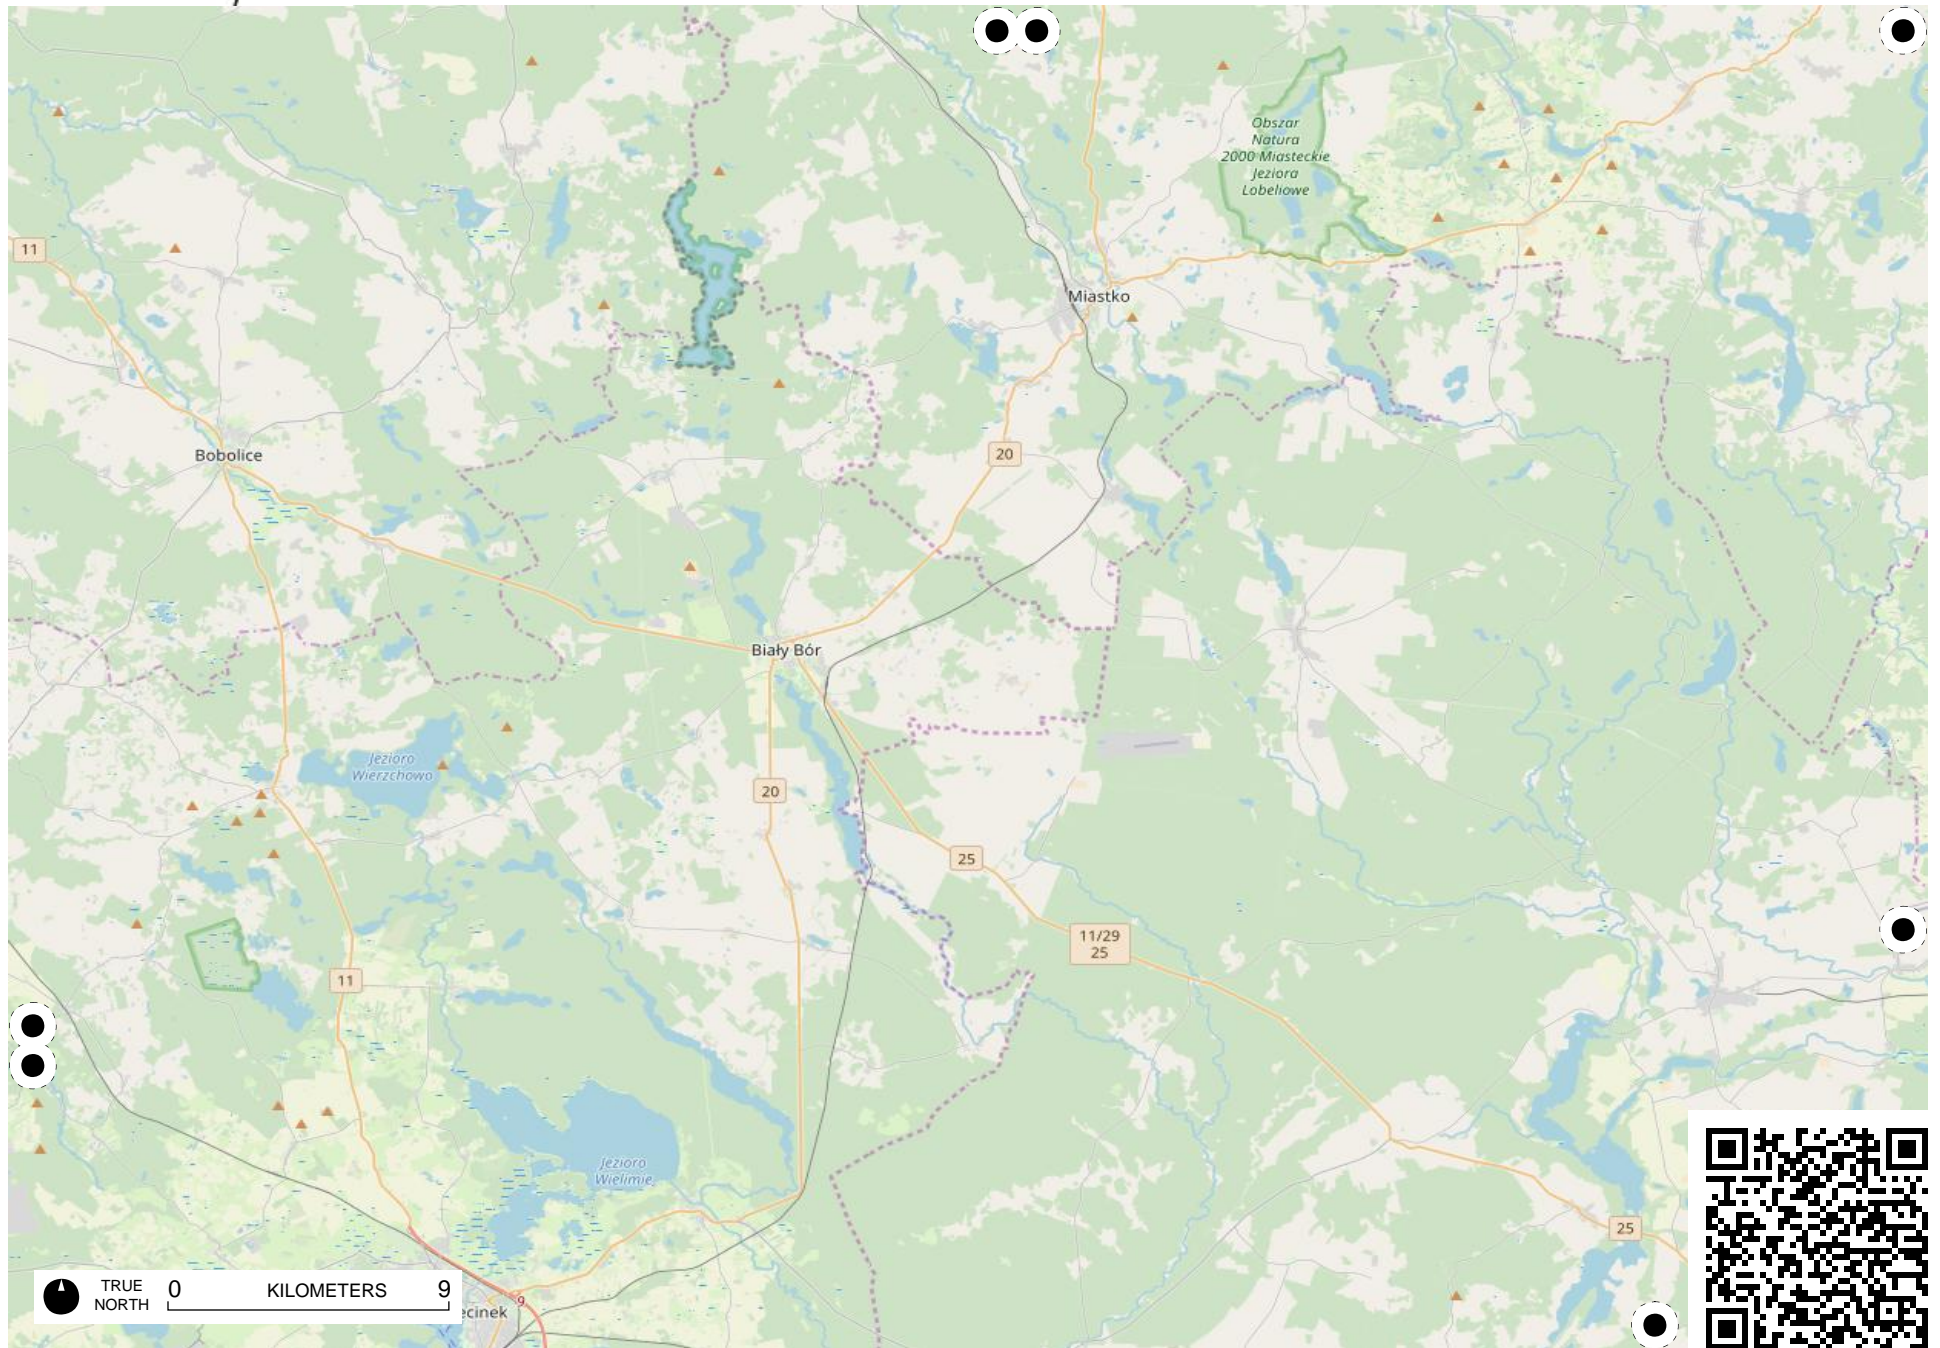 Obszar
Natura
2000 Miasteckie
Jeziora
Lobeliowe
11
Miastko
20
Bobolice
Biały Bór
Jezioro
Wierzchowo
20
25
11/29
25
11
Jezioro
Wielimie
25
TRUE
NORTH
0 KILOMETERS 9
9
ecinek